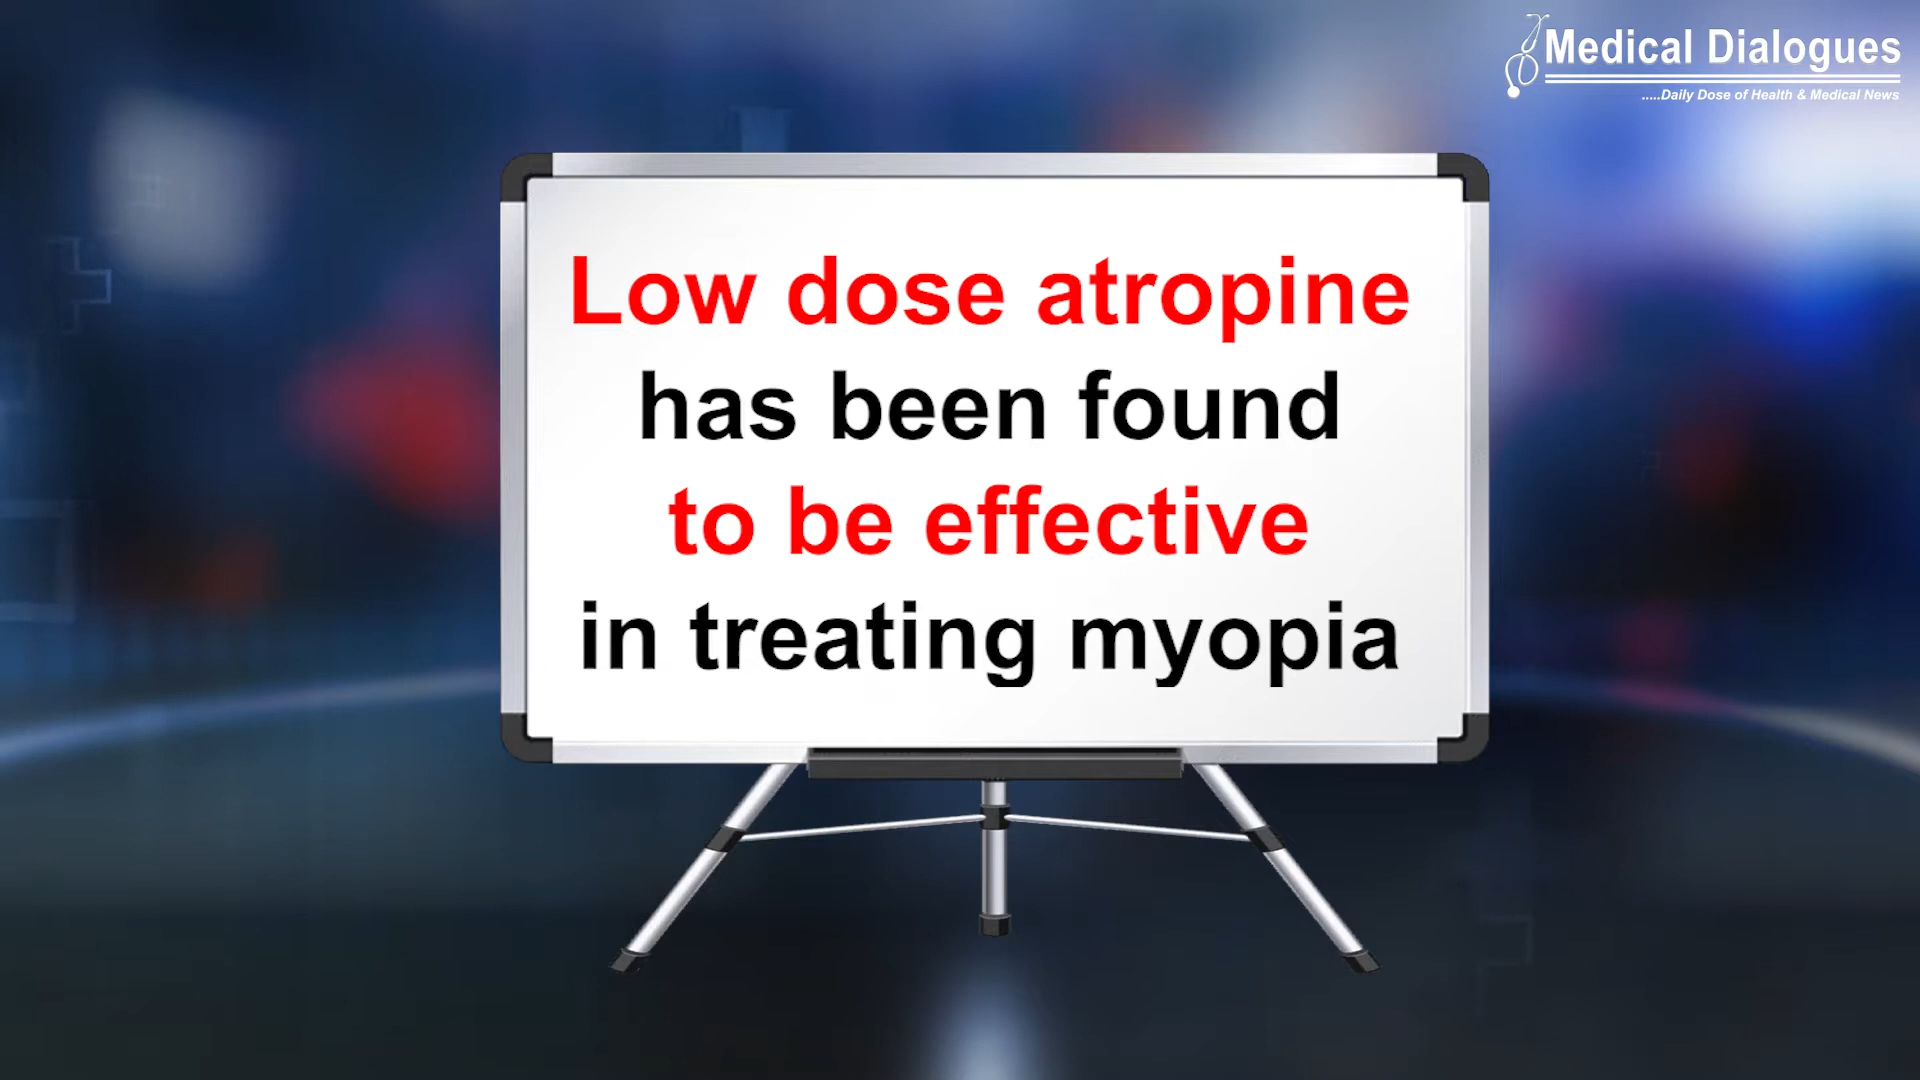 Medical Dialogues
.....Daily Dose of Health & Medical News
Low dose atropine
has been found
to be effective
in treating myopia